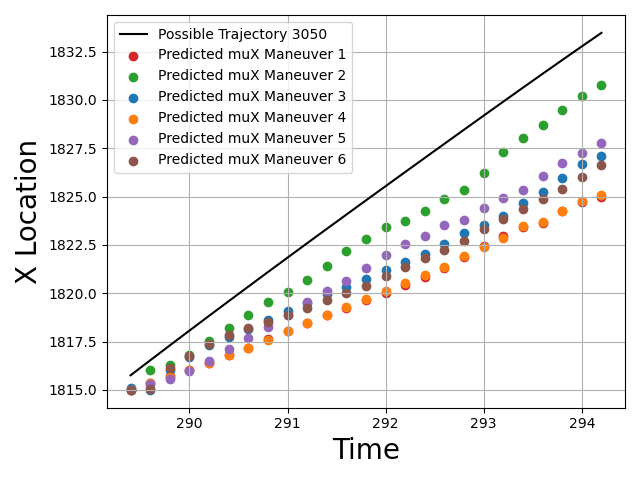 Possible Trajectory 3050
Predicted muX Maneuver 1
Predicted muX Maneuver 2
Predicted muX Maneuver 3
Predicted muX Maneuver 4
Predicted muX Maneuver 5
Predicted muX Maneuver 6
1832.5
1830.0
1827.5
1825.0
1822.5
1820.0
1817.5
1815.0
X Location
290 291 292 293 294
Time